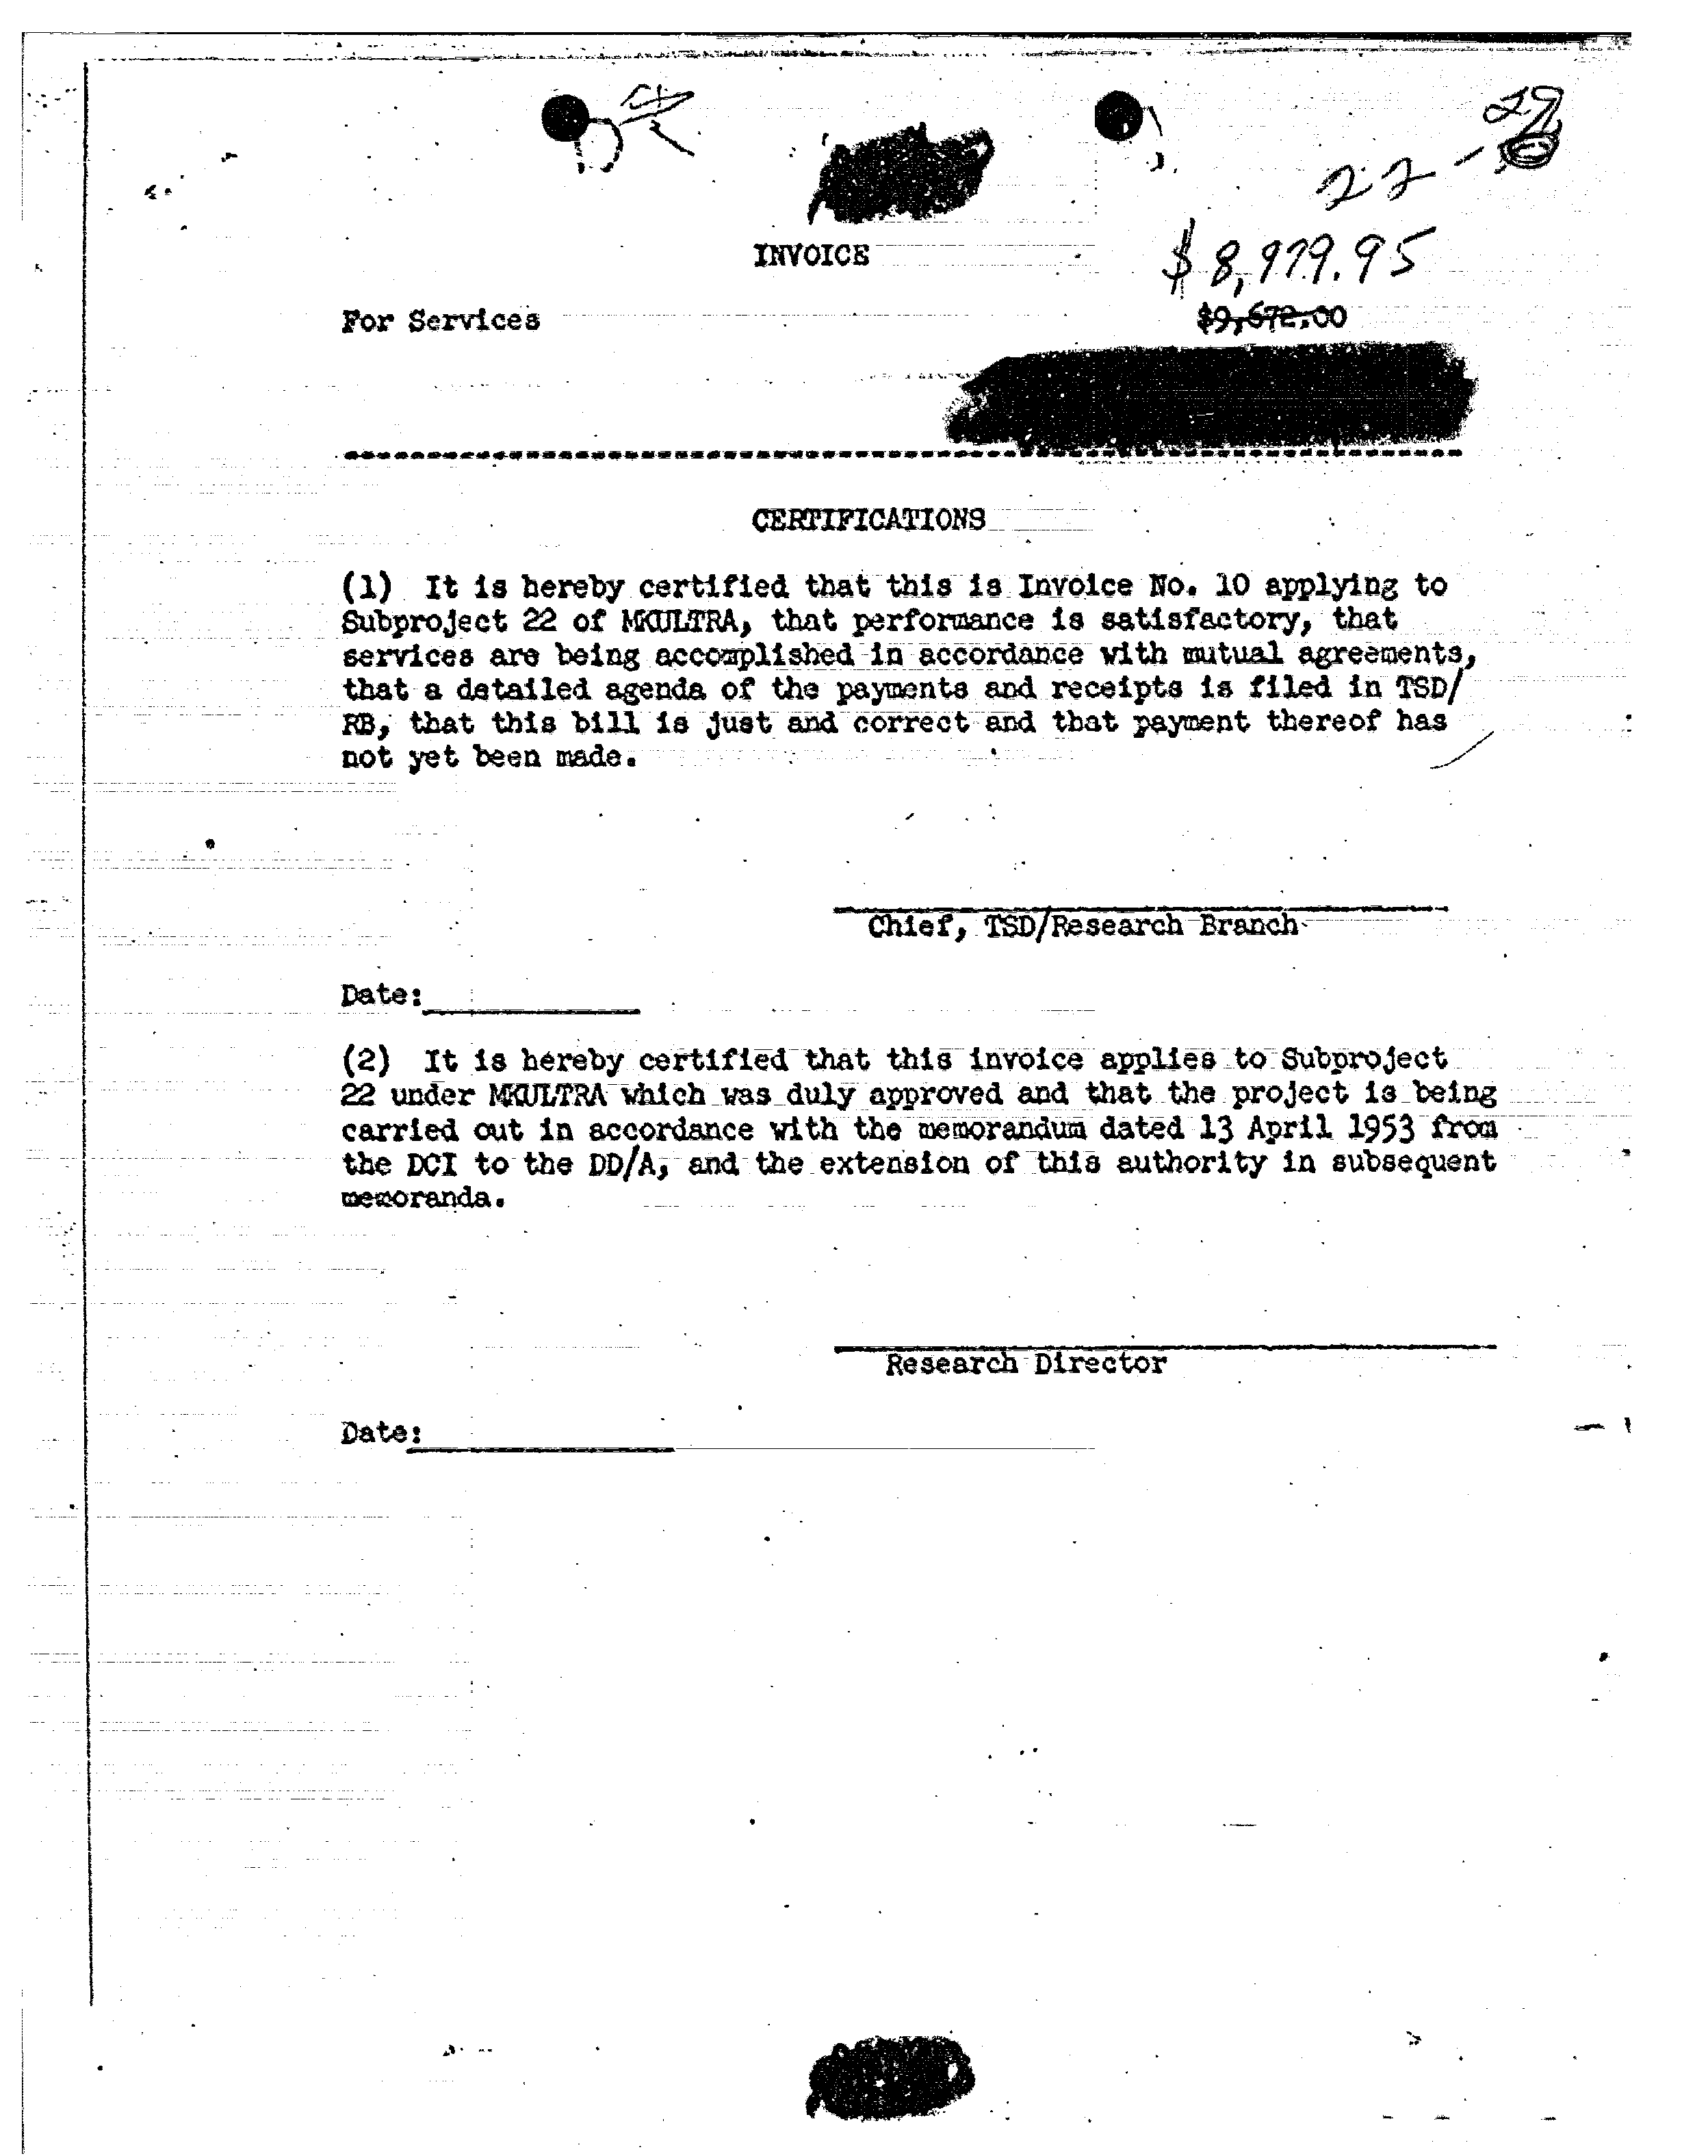 22 -
INVOICE
$8,979.95
For Services $9,672.00
CERTIFICATIONS
(1) It is hereby certified that this is Invoice No. 10 applying to
Subproject 22 of MKULTRA, that performance is satisfactory, that
services are being accomplished in accordance with mutual agreements,
that a detailed agenda of the payments and receipts is filed in TSD/
RB, that this bill is just and correct and that payment thereof has
not yet been made.
Chief, TSD/Research Branch
Date:
(2) It is hereby certified that this invoice applies to Subproject
22 under MKULTRA which was duly approved and that the project is being
carried out in accordance with the memorandum dated 13 April 1953 from
the DCI to the DD/A, and the extension of this authority in subsequent
memoranda.
Research Director
Date: